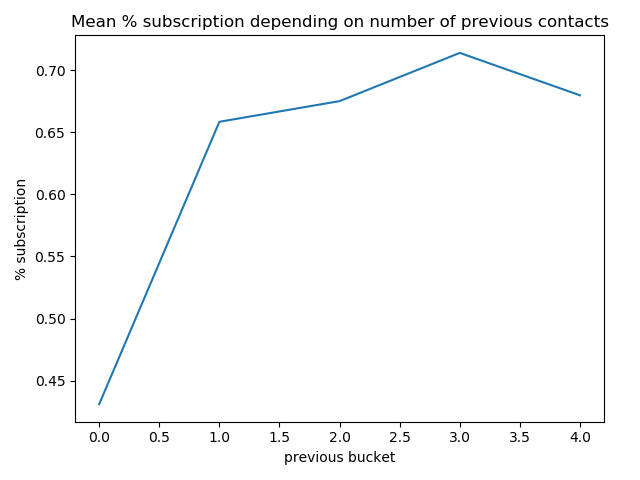 Mean % subscription depending on number of previous contacts
0.70
0.65
0.60
0.55
0.50
0.45
% subscription
0.0 0.5 1.0 1.5 2.0 2.5 3.0 3.5 4.0
previous bucket